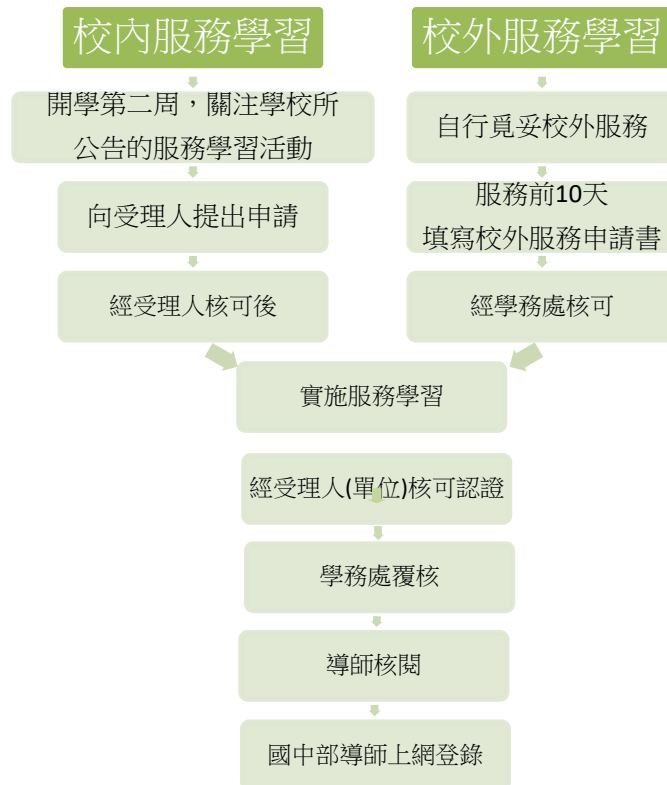 校內服務學習
開學第二周，關注學校所
公告的服務學習活動
向受理人提出申請
經受理人核可後
校外服務學習
自行覓妥校外服務
服務前10天
填寫校外服務申請書
經學務處核可
實施服務學習
經受理人(單位)核可認證
學務處覆核
導師核閱
國中部導師上網登錄